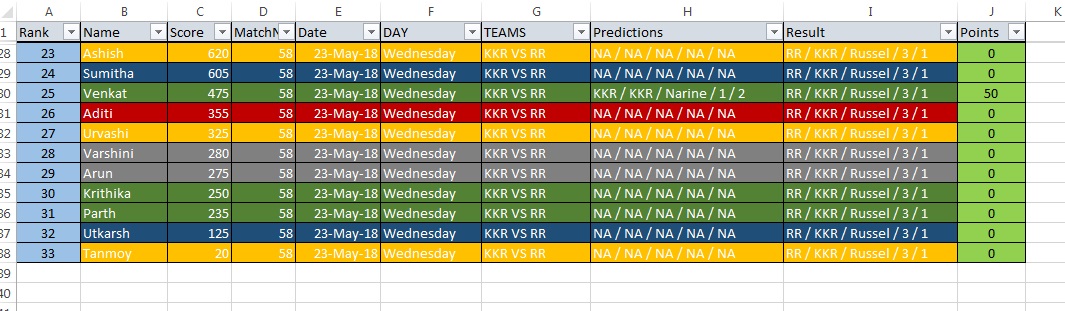 A B C D E F G H I J K
1 Rank Name Score MatchN Date DAY TEAMS Predictions Result Points
28 23 Ashish 620 58 23-May-18 Wednesday KKR VS RR NA / NA / NA / NA / NA RR / KKR / Russel / 3 / 1 0
29 24 Sumitha 605 58 23-May-18 Wednesday KKR VS RR NA / NA / NA / NA / NA RR / KKR / Russel / 3 / 1 0
30 25 Venkat 475 58 23-May-18 Wednesday KKR VS RR KKR / KKR / Narine / 1 / 2 RR / KKR / Russel / 3 / 1 50
31 26 Aditi 355 58 23-May-18 Wednesday KKR VS RR NA / NA / NA / NA / NA RR / KKR / Russel / 3 / 1 0
32 27 Urvashi 325 58 23-May-18 Wednesday KKR VS RR NA / NA / NA / NA / NA RR / KKR / Russel / 3 / 1 0
33 28 Varshini 280 58 23-May-18 Wednesday KKR VS RR NA / NA / NA / NA / NA RR / KKR / Russel / 3 / 1 0
34 29 Arun 275 58 23-May-18 Wednesday KKR VS RR NA / NA / NA / NA / NA RR / KKR / Russel / 3 / 1 0
35 30 Krithika 250 58 23-May-18 Wednesday KKR VS RR NA / NA / NA / NA / NA RR / KKR / Russel / 3 / 1 0
36 31 Parth 235 58 23-May-18 Wednesday KKR VS RR NA / NA / NA / NA / NA RR / KKR / Russel / 3 / 1 0
37 32 Utkarsh 125 58 23-May-18 Wednesday KKR VS RR NA / NA / NA / NA / NA RR / KKR / Russel / 3 / 1 0
38 33 Tanmoy 20 58 23-May-18 Wednesday KKR VS RR NA / NA / NA / NA / NA RR / KKR / Russel / 3 / 1 0
39
40